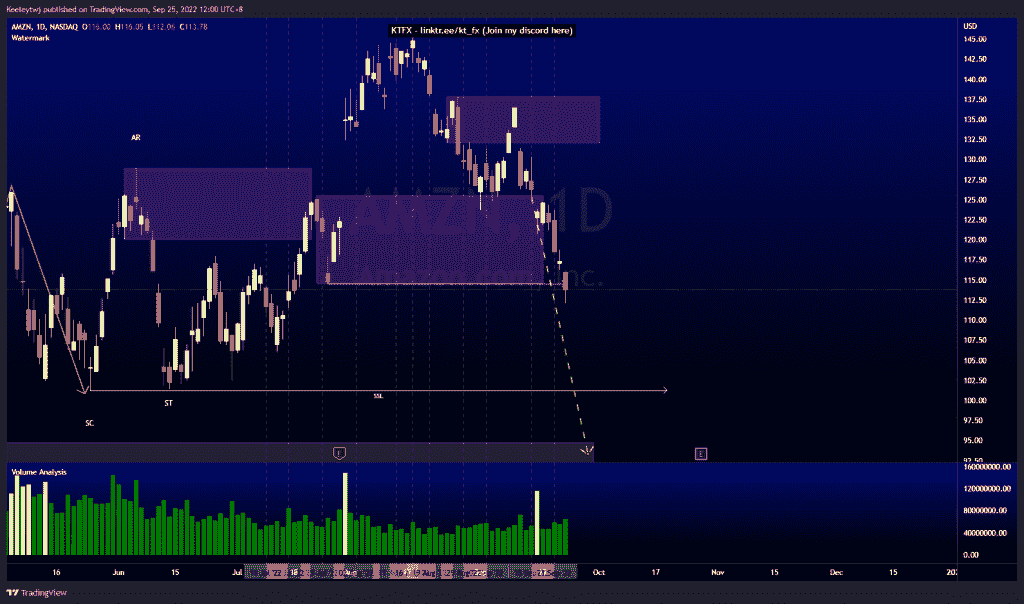 Keeleytwj published on TradingView.com, Sep 25, 2022 12:00 UTC+8
AMZN, 1D, NASDAQ O116.00 H116.05 L112.06 C113.78
Watermark
KTFX - linktr.ee/kt_fx (Join my discord here)
USD
145.00
142.50
140.00
137.50
135.00
132.50
130.00
127.50
125.00
122.50
120.00
117.50
115.00
112.50
110.00
107.50
105.00
102.50
100.00
97.50
95.00
92.50
AR
AMZN, 1D
Amazon.com Inc.
SSL
ST
SC
E
E
Volume Analysis
160000000.00
120000000.00
80000000.00
40000000.00
0.00
16 Jun 15 Jul
Oct 17 Nov 15 Dec 15
TradingView